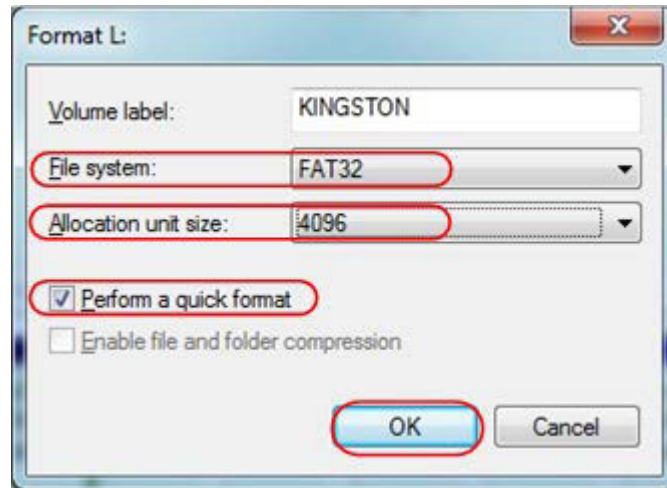 Format L:
Volume label: KINGSTON
File system: FAT32
Allocation unit size: 4096
Perform a quick format
Enable file and folder compression
OK Cancel